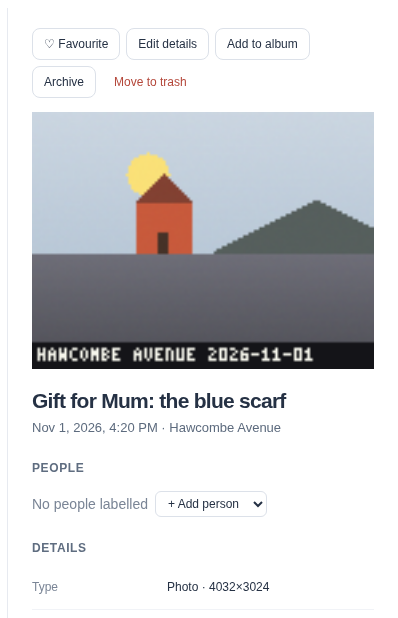 ♡ Favourite
Edit details
Add to album
Archive
Move to trash
HAWCOMBE AVENUE 2026-11-01
Gift for Mum: the blue scarf
Nov 1, 2026, 4:20 PM · Hawcombe Avenue
PEOPLE
No people labelled
+ Add person
DETAILS
Type
Photo · 4032×3024